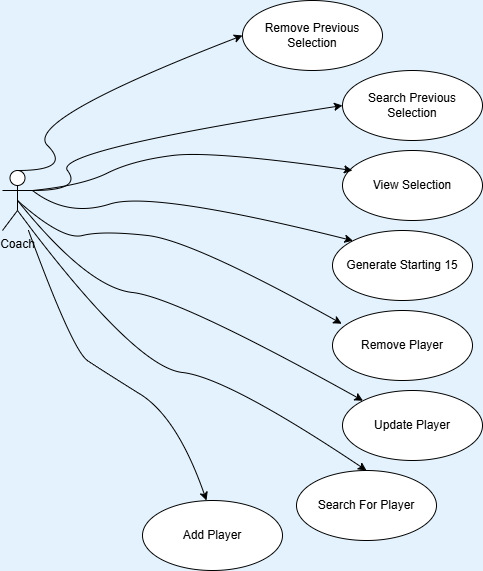 Remove Previous
Selection
Search Previous
Selection
View Selection
Coach
Generate Starting 15
Remove Player
Update Player
Search For Player
Add Player